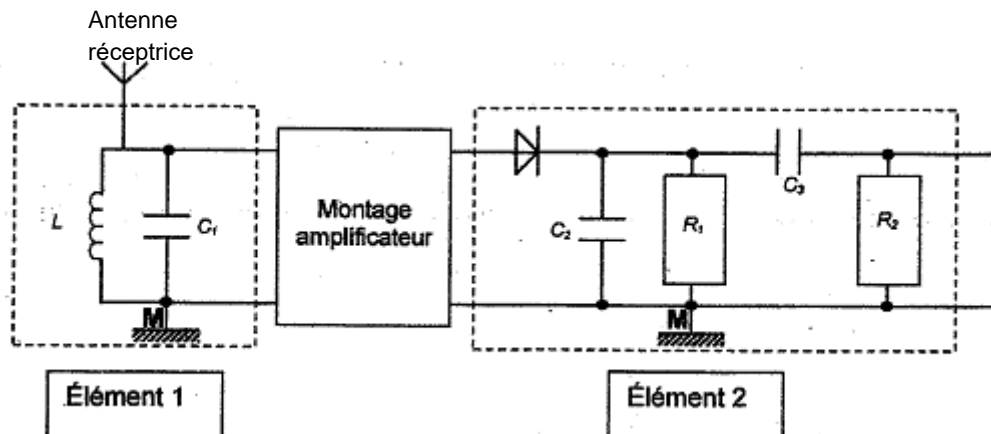 Antenne
réceptrice
L
C₁
Montage
amplificateur
C₂
R₁
C₃
R₂
M
M
Élément 1
Élément 2